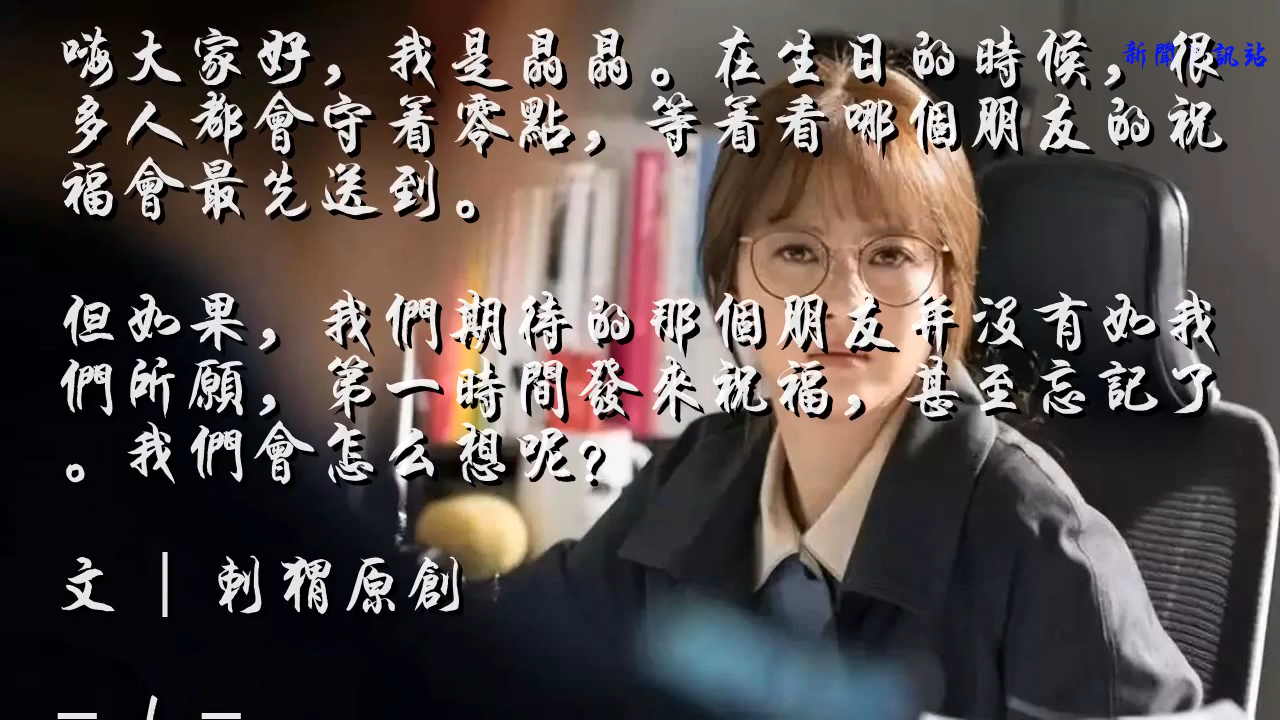 嗨大家好，我是晶晶。在生日的時候，很
多人都會守着零點，等着看哪個朋友的祝
福會最先送到。
但如果，我們期待的那個朋友并沒有如我
們所願，第一時間發來祝福，甚至忘記了
。我們會怎么想呢？
文｜刺猬原創
新聞 訊站